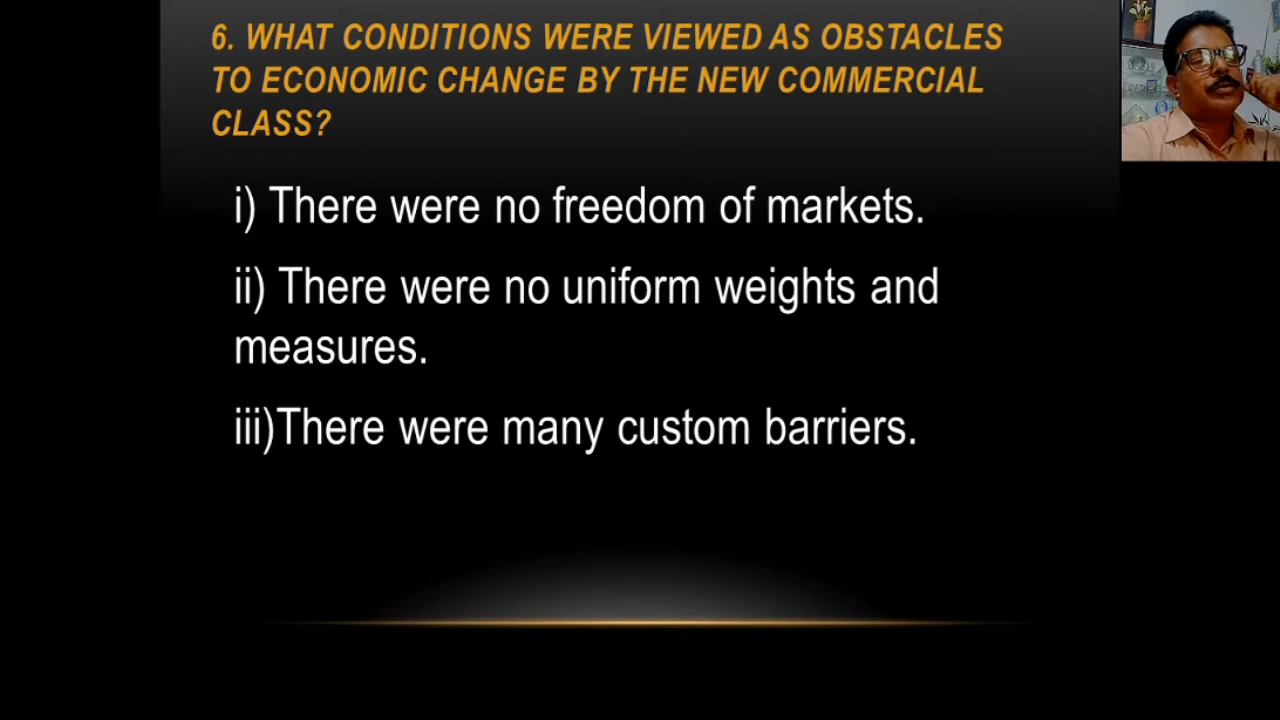 6. WHAT CONDITIONS WERE VIEWED AS OBSTACLES
TO ECONOMIC CHANGE BY THE NEW COMMERCIAL
CLASS?
i) There were no freedom of markets.
ii) There were no uniform weights and
measures.
iii)There were many custom barriers.